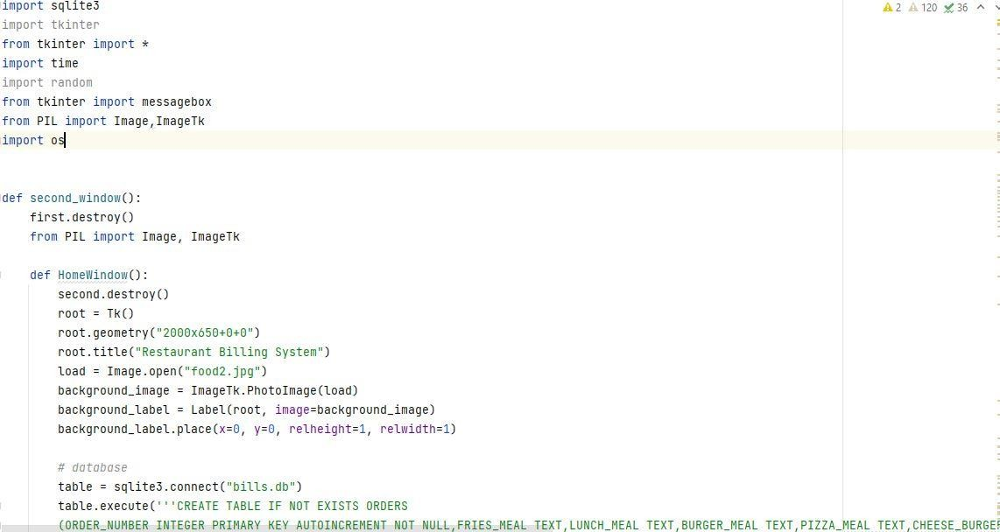 import sqlite3
2 120 36
import tkinter
from tkinter import *
import time
import random
from tkinter import messagebox
from PIL import Image,ImageTk
import os
def second_window():
first.destroy()
from PIL import Image, ImageTk
def HomeWindow():
second.destroy()
root = Tk()
root.geometry("2000x650+0+0")
root.title("Restaurant Billing System")
load = Image.open("food2.jpg")
background_image = ImageTk.PhotoImage(load)
background_label = Label(root, image=background_image)
background_label.place(x=0, y=0, relheight=1, relwidth=1)
# database
table = sqlite3.connect("bills.db")
table.execute('''CREATE TABLE IF NOT EXISTS ORDERS
(ORDER_NUMBER INTEGER PRIMARY KEY AUTOINCREMENT NOT NULL,FRIES_MEAL TEXT,LUNCH_MEAL TEXT,BURGER_MEAL TEXT,PIZZA_MEAL TEXT,CHEESE_BURGER